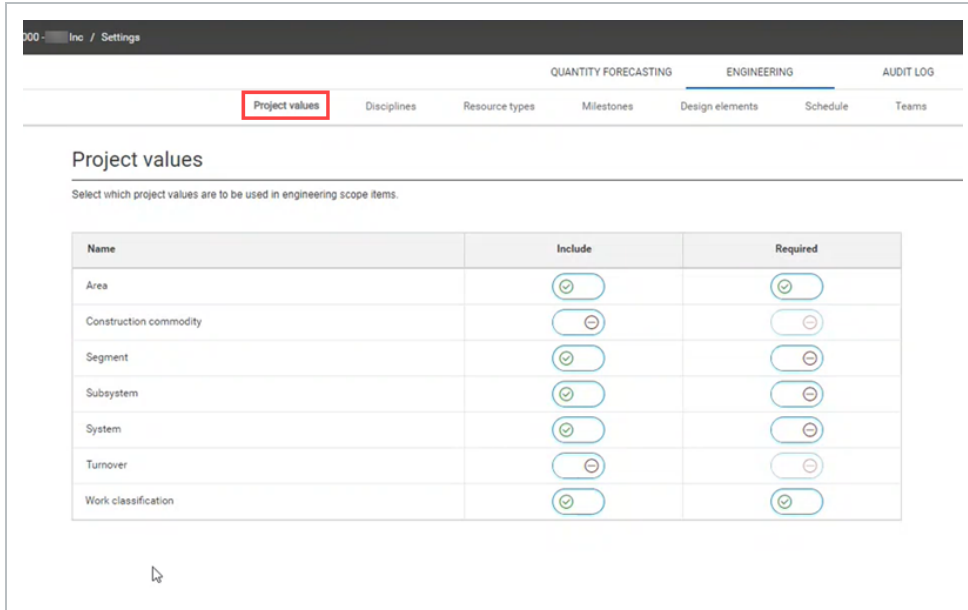 000 - Inc / Settings
QUANTITY FORECASTING ENGINEERING AUDIT LOG
Project values Disciplines Resource types Milestones Design elements Schedule Teams
Project values
Select which project values are to be used in engineering scope items.
Name Include Required
Area
Construction commodity
Segment
Subsystem
System
Turnover
Work classification